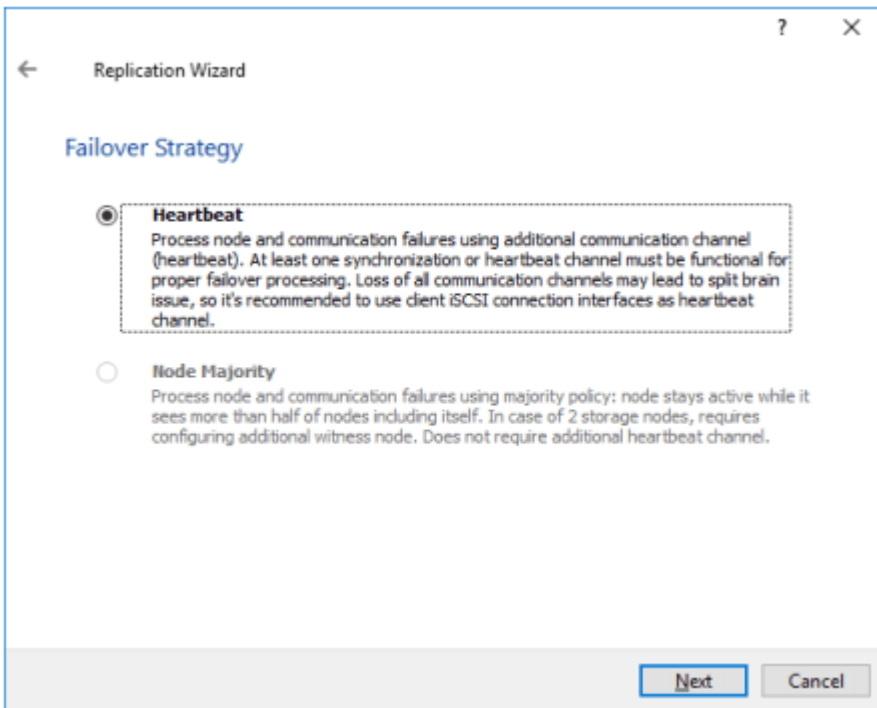 ?
Replication Wizard
Failover Strategy
Heartbeat
Process node and communication failures using additional communication channel
(heartbeat). At least one synchronization or heartbeat channel must be functional for
proper failover processing. Loss of all communication channels may lead to split brain
issue, so it's recommended to use client iSCSI connection interfaces as heartbeat
channel.
Node Majority
Process node and communication failures using majority policy: node stays active while it
sees more than half of nodes including itself. In case of 2 storage nodes, requires
configuring additional witness node. Does not require additional heartbeat channel.
Next Cancel